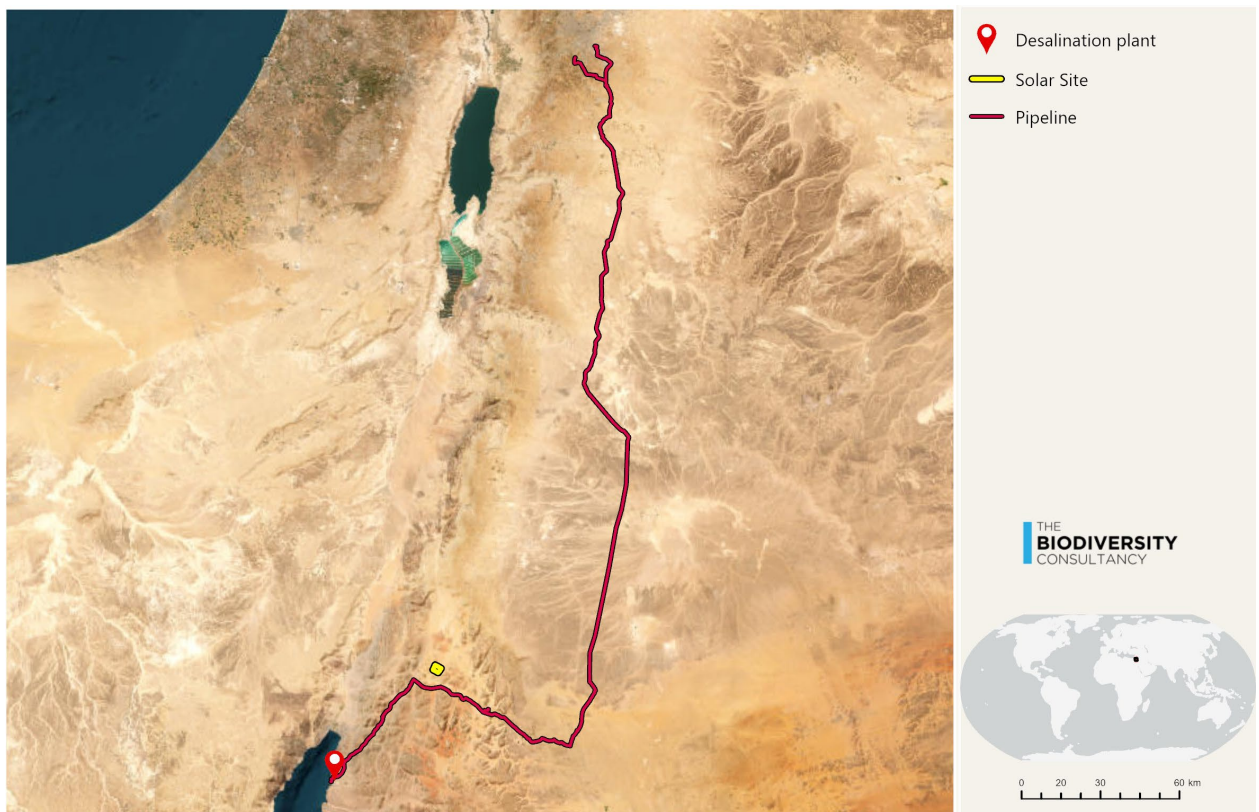 Desalination plant
Solar Site
Pipeline
THE
BIODIVERSITY
CONSULTANCY
0 20 30 60 km